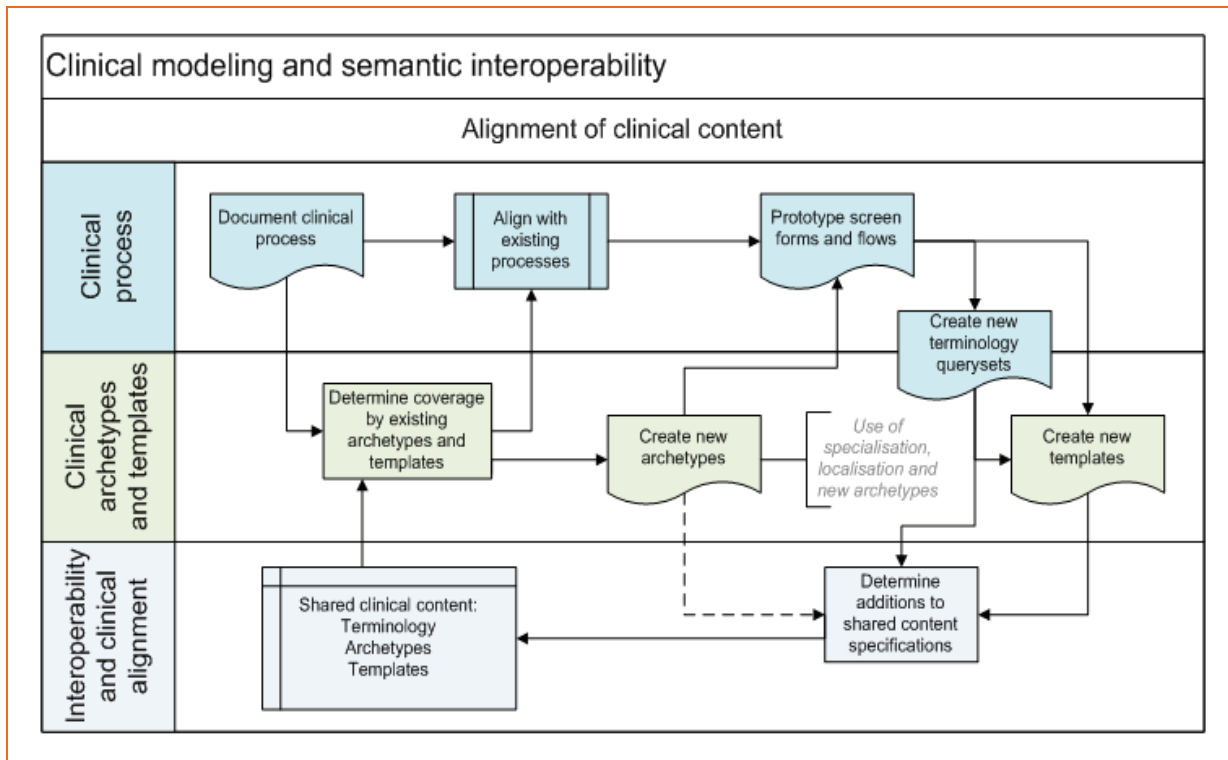 Clinical modeling and semantic interoperability
Alignment of clinical content
Clinical
process
Document clinical
process
Align with
existing
processes
Prototype screen
forms and flows
Create new
terminology
querysets
Clinical
archetypes
and templates
Determine coverage
by existing
archetypes and
templates
Create new
archetypes
Use of
specialisation,
localisation and
new archetypes
Create new
templates
Interoperability
and clinical
alignment
Shared clinical content:
Terminology
Archetypes
Templates
Determine
additions to
shared content
specifications